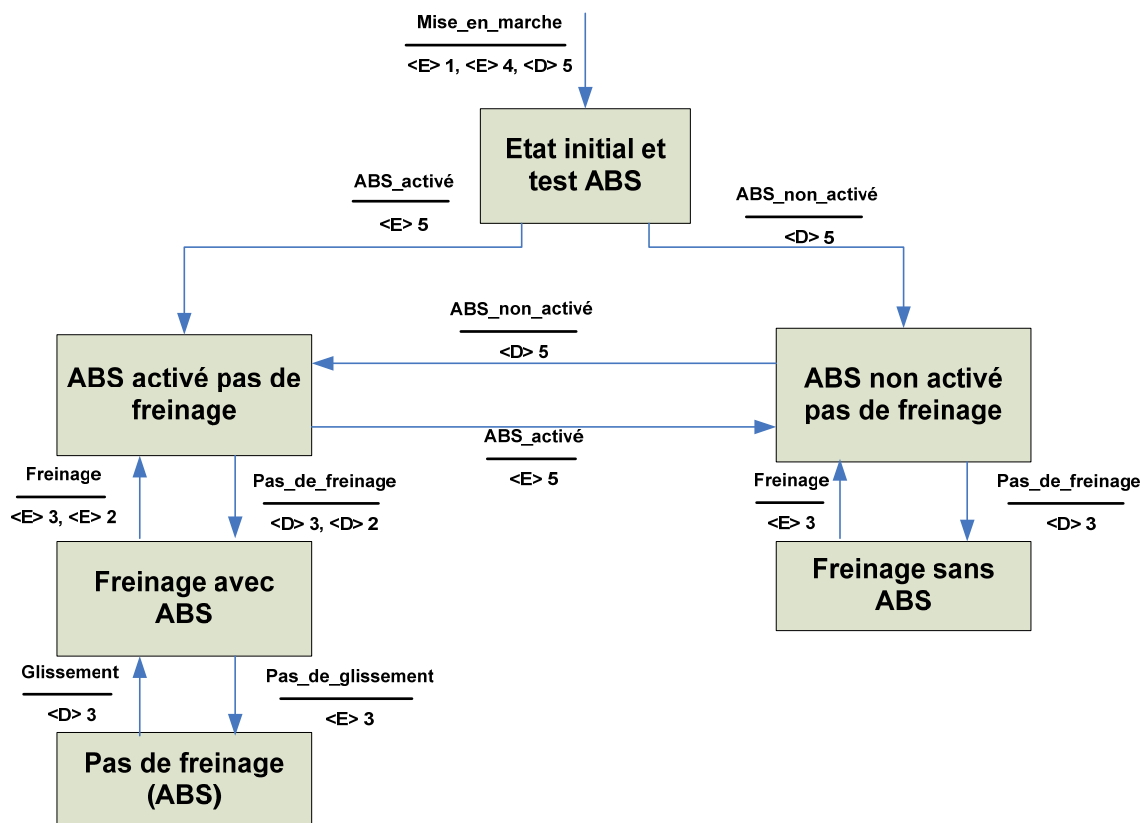 Mise_en_marche
<E> 1, <E> 4, <D> 5
Etat initial et
test ABS
ABS_activé
<E> 5
ABS_non_activé
<D> 5
ABS_non_activé
<D> 5
ABS activé pas de
freinage
ABS non activé
pas de freinage
ABS_activé
<E> 5
Freinage
<E> 3, <E> 2
Pas_de_freinage
<D> 3, <D> 2
Freinage
<E> 3
Pas_de_freinage
<D> 3
Freinage avec
ABS
Freinage sans
ABS
Glissement
<D> 3
Pas_de_glissement
<E> 3
Pas de freinage
(ABS)